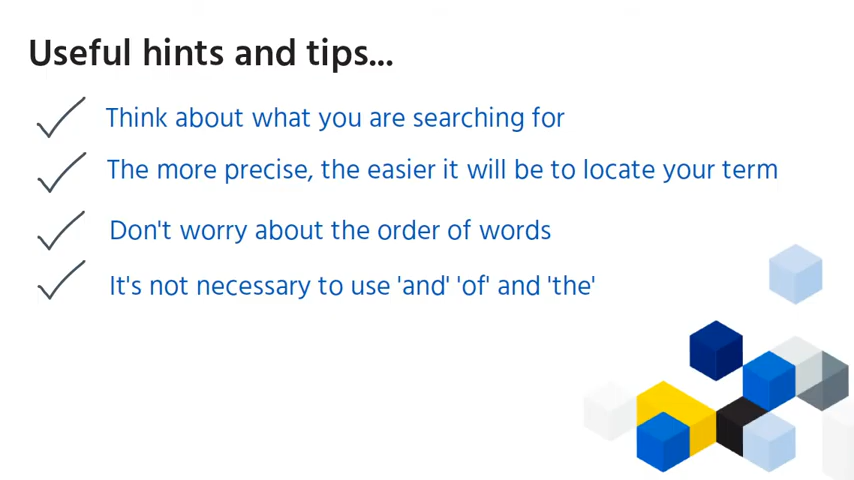 Useful hints and tips...
Think about what you are searching for
The more precise, the easier it will be to locate your term
Don't worry about the order of words
It's not necessary to use 'and' 'of' and 'the'